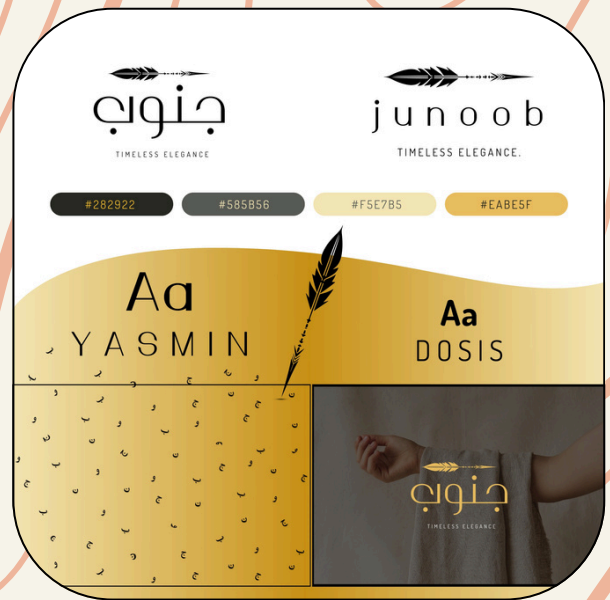 جنوب
TIMELESS ELEGANCE
junoob
TIMELESS ELEGANCE.
#282922
#585B56
#F5E7B5
#EABE5F
Aa
YASMIN
Aa
DOSIS
جنوب
TIMELESS ELEGANCE